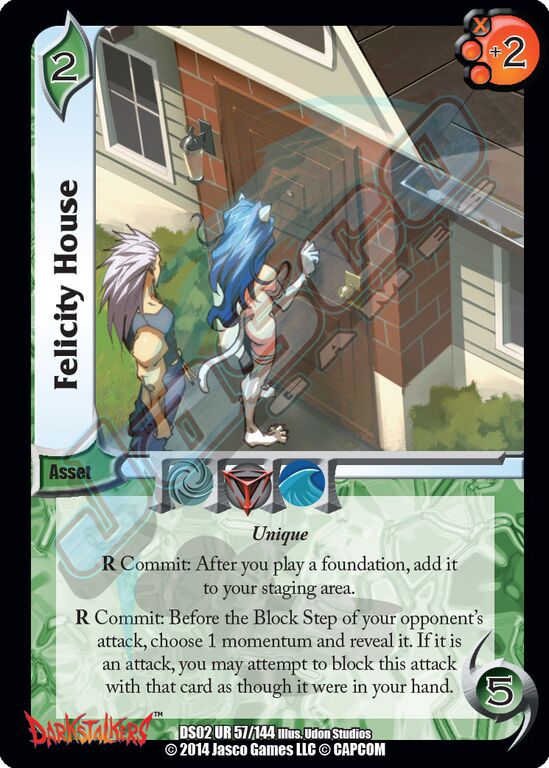 2
X
+2
Felicity House
JASCO
GAMES
Asset
Unique
R Commit: After you play a foundation, add it
to your staging area.
R Commit: Before the Block Step of your opponent's
attack, choose 1 momentum and reveal it. If it is
an attack, you may attempt to block this attack
with that card as though it were in your hand.
5
DARKSTALKERS™
DS02 UR 57/144 Illus. Udon Studios
© 2014 Jasco Games LLC © CAPCOM